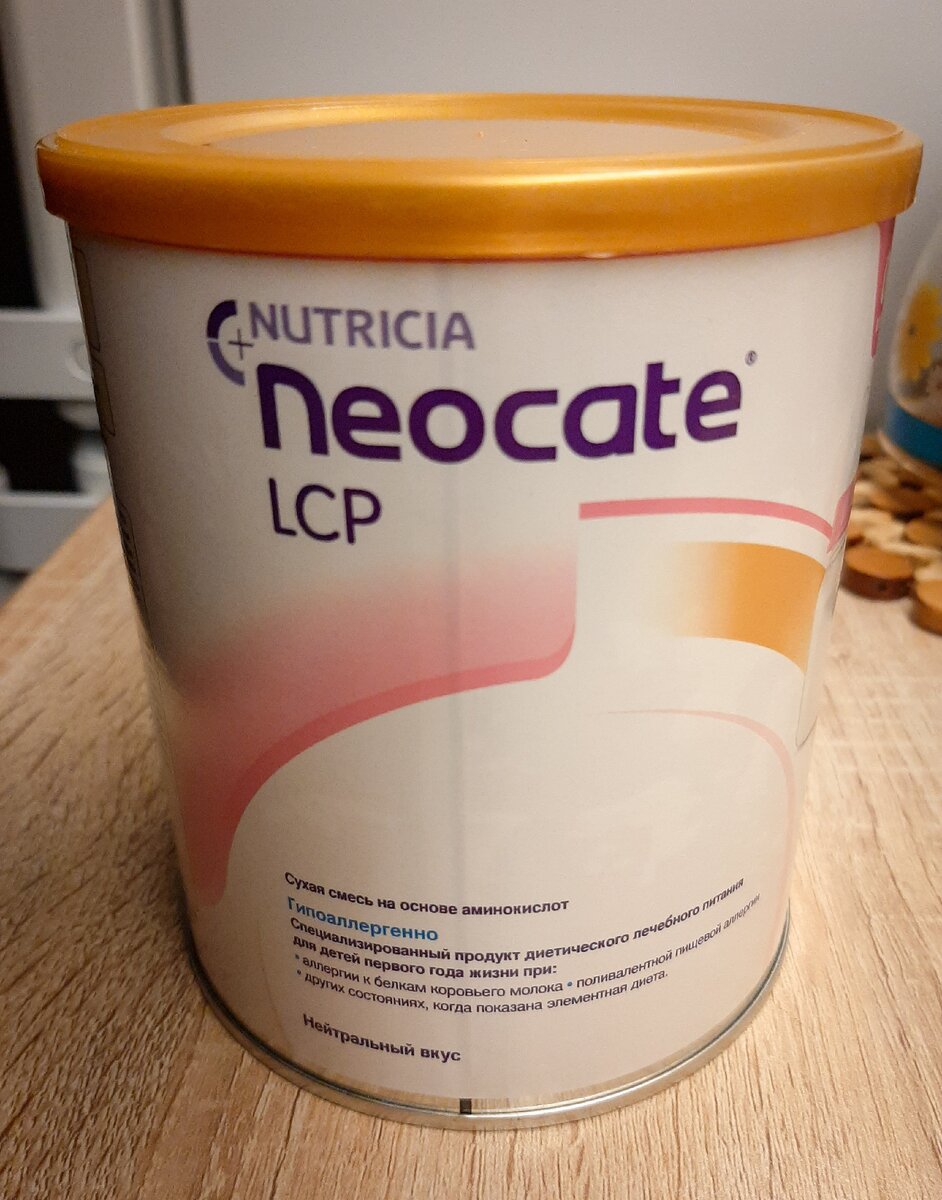 NUTRICIA
neocate®
LCP
Сухая смесь на основе аминокислот
Гипоаллергенно
Специализированный продукт диетического лечебного питания
для детей первого года жизни при:
• аллергии к белкам коровьего молока • поливалентной пищевой аллергии
• других состояниях, когда показана элементная диета.
Нейтральный вкус